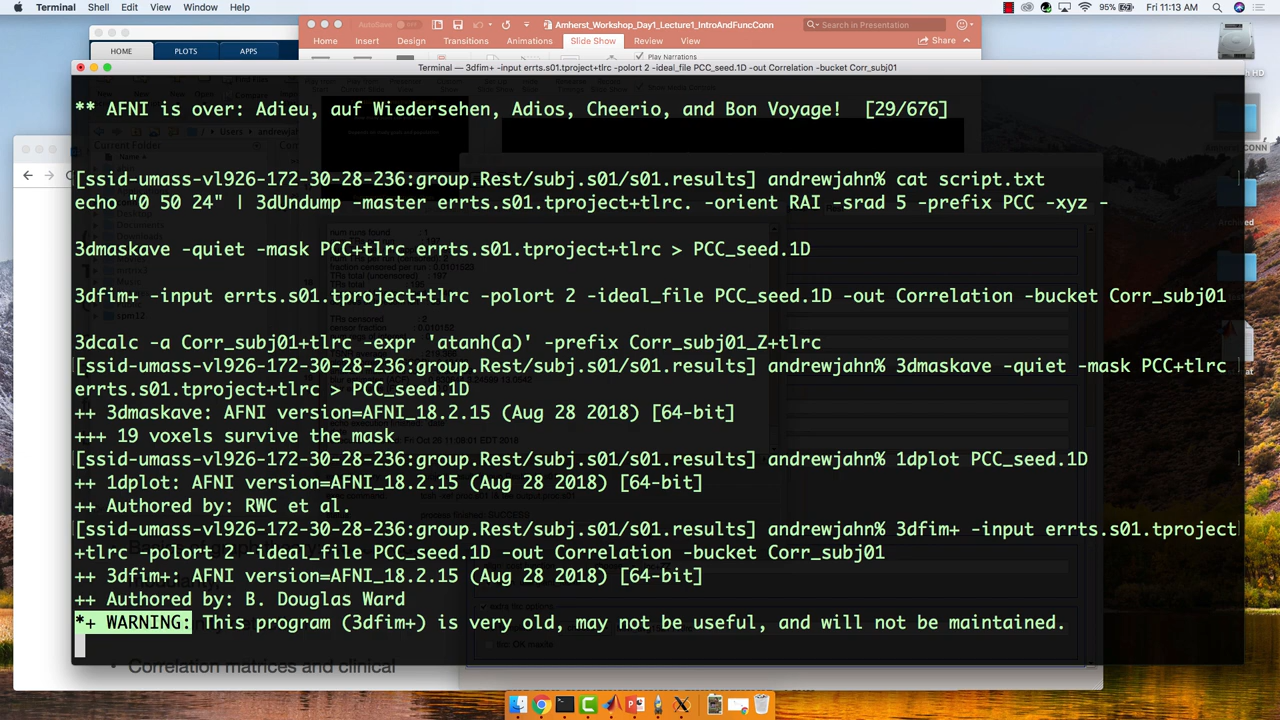 Terminal Shell Edit View Window Help
95% Fri 11:13 AM
AutoSave Amherst_Workshop_Day1_Lecture1_IntroAndFuncConn Search in Presentation
HOME PLOTS APPS
Home Insert Design Transitions Animations Slide Show Review View Share
Play Narrations
Terminal — 3dfim+ -input errts.s01.tproject+tlrc -polort 2 -ideal_file PCC_seed.1D -out Correlation -bucket Corr_subj01
** AFNI is over: Adieu, auf Wiedersehen, Adios, Cheerio, and Bon Voyage! [29/676]
[ssid-umass-vl926-172-30-28-236:group.Rest/subj.s01/s01.results] andrewjahn% cat script.txt
echo "0 50 24" | 3dUndump -master errts.s01.tproject+tlrc. -orient RAI -srad 5 -prefix PCC -xyz -
3dmaskave -quiet -mask PCC+tlrc errts.s01.tproject+tlrc > PCC_seed.1D
3dfim+ -input errts.s01.tproject+tlrc -polort 2 -ideal_file PCC_seed.1D -out Correlation -bucket Corr_subj01
3dcalc -a Corr_subj01+tlrc -expr 'atanh(a)' -prefix Corr_subj01_Z+tlrc
[ssid-umass-vl926-172-30-28-236:group.Rest/subj.s01/s01.results] andrewjahn% 3dmaskave -quiet -mask PCC+tlrc
errts.s01.tproject+tlrc > PCC_seed.1D
++ 3dmaskave: AFNI version=AFNI_18.2.15 (Aug 28 2018) [64-bit]
+++ 19 voxels survive the mask
[ssid-umass-vl926-172-30-28-236:group.Rest/subj.s01/s01.results] andrewjahn% 1dplot PCC_seed.1D
++ 1dplot: AFNI version=AFNI_18.2.15 (Aug 28 2018) [64-bit]
++ Authored by: RWC et al.
[ssid-umass-vl926-172-30-28-236:group.Rest/subj.s01/s01.results] andrewjahn% 3dfim+ -input errts.s01.tproject
+tlrc -polort 2 -ideal_file PCC_seed.1D -out Correlation -bucket Corr_subj01
++ 3dfim+: AFNI version=AFNI_18.2.15 (Aug 28 2018) [64-bit]
++ Authored by: B. Douglas Ward
*+ WARNING: This program (3dfim+) is very old, may not be useful, and will not be maintained.
• Correlation matrices and clinical